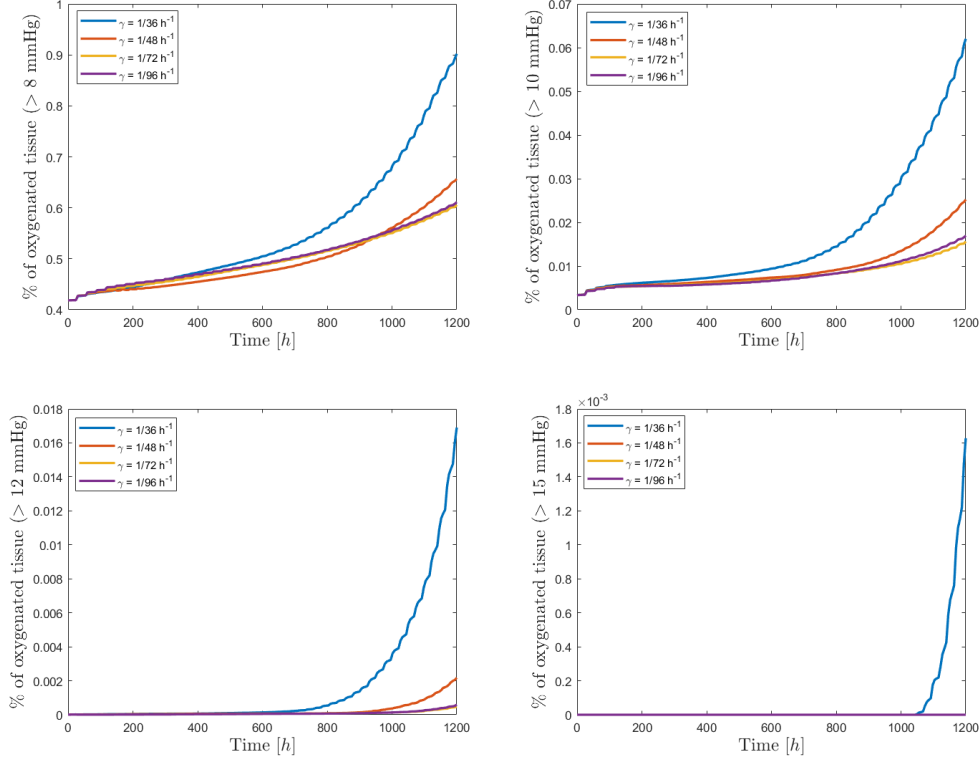 % of oxygenated tissue (> 8 mmHg)
1
0.9
0.8
0.7
0.6
0.5
0.4
0
200
400
600
800
1000
1200
Time [h]
γ = 1/36 h⁻¹
γ = 1/48 h⁻¹
γ = 1/72 h⁻¹
γ = 1/96 h⁻¹
% of oxygenated tissue (> 10 mmHg)
0.07
0.06
0.05
0.04
0.03
0.02
0.01
0
0
200
400
600
800
1000
1200
Time [h]
γ = 1/36 h⁻¹
γ = 1/48 h⁻¹
γ = 1/72 h⁻¹
γ = 1/96 h⁻¹
% of oxygenated tissue (> 12 mmHg)
0.018
0.016
0.014
0.012
0.01
0.008
0.006
0.004
0.002
0
0
200
400
600
800
1000
1200
Time [h]
γ = 1/36 h⁻¹
γ = 1/48 h⁻¹
γ = 1/72 h⁻¹
γ = 1/96 h⁻¹
% of oxygenated tissue (> 15 mmHg)
×10⁻³
1.8
1.6
1.4
1.2
1
0.8
0.6
0.4
0.2
0
0
200
400
600
800
1000
1200
Time [h]
γ = 1/36 h⁻¹
γ = 1/48 h⁻¹
γ = 1/72 h⁻¹
γ = 1/96 h⁻¹